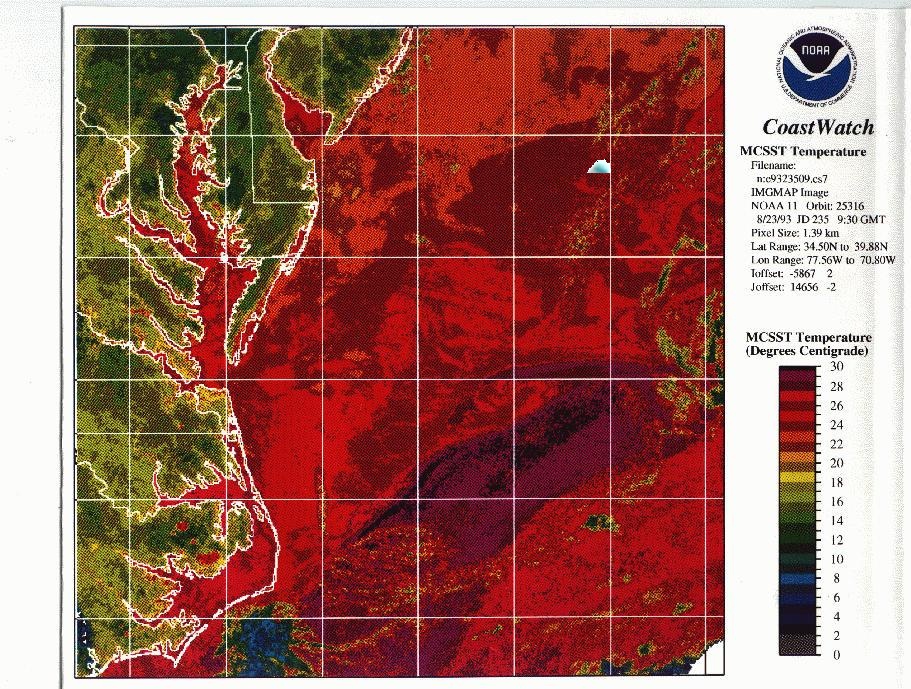 NATIONAL OCEANIC AND ATMOSPHERIC ADMINISTRATION
U.S. DEPARTMENT OF COMMERCE
NOAA
CoastWatch
MCSST Temperature
Filename:
n:c9323509.cs7
IMGMAP Image
NOAA 11 Orbit: 25316
8/23/93 JD 235 9:30 GMT
Pixel Size: 1.39 km
Lat Range: 34.50N to 39.88N
Lon Range: 77.56W to 70.80W
Ioffset: -5867 2
Joffset: 14656 -2
MCSST Temperature
(Degrees Centigrade)
30
28
26
24
22
20
18
16
14
12
10
8
6
4
2
0